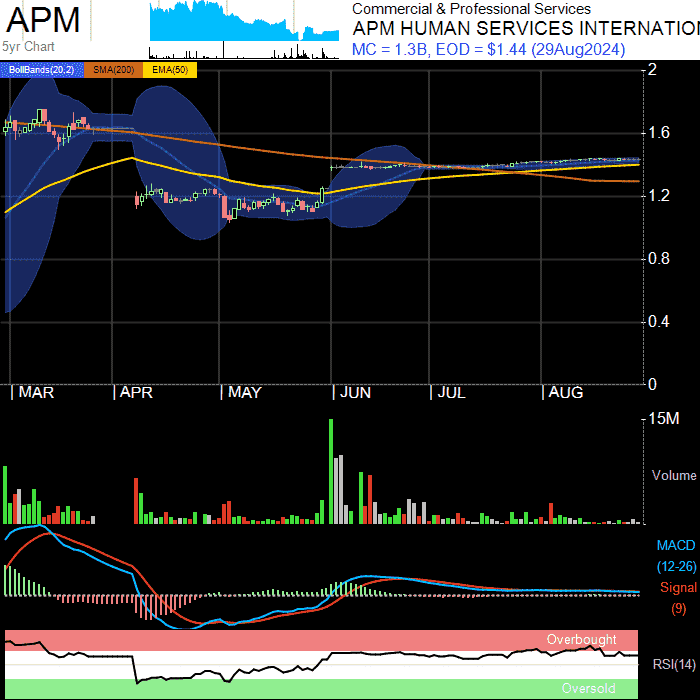 APM
5yr Chart
Commercial & Professional Services
APM HUMAN SERVICES INTERNATION
MC = 1.3B, EOD = $1.44 (29Aug2024)
BollBands(20,2) SMA(200) EMA(50)
2
1.6
1.2
0.8
0.4
0
MAR APR MAY JUN JUL AUG
15M
Volume
MACD
(12-26)
Signal
(9)
Overbought
RSI(14)
Oversold